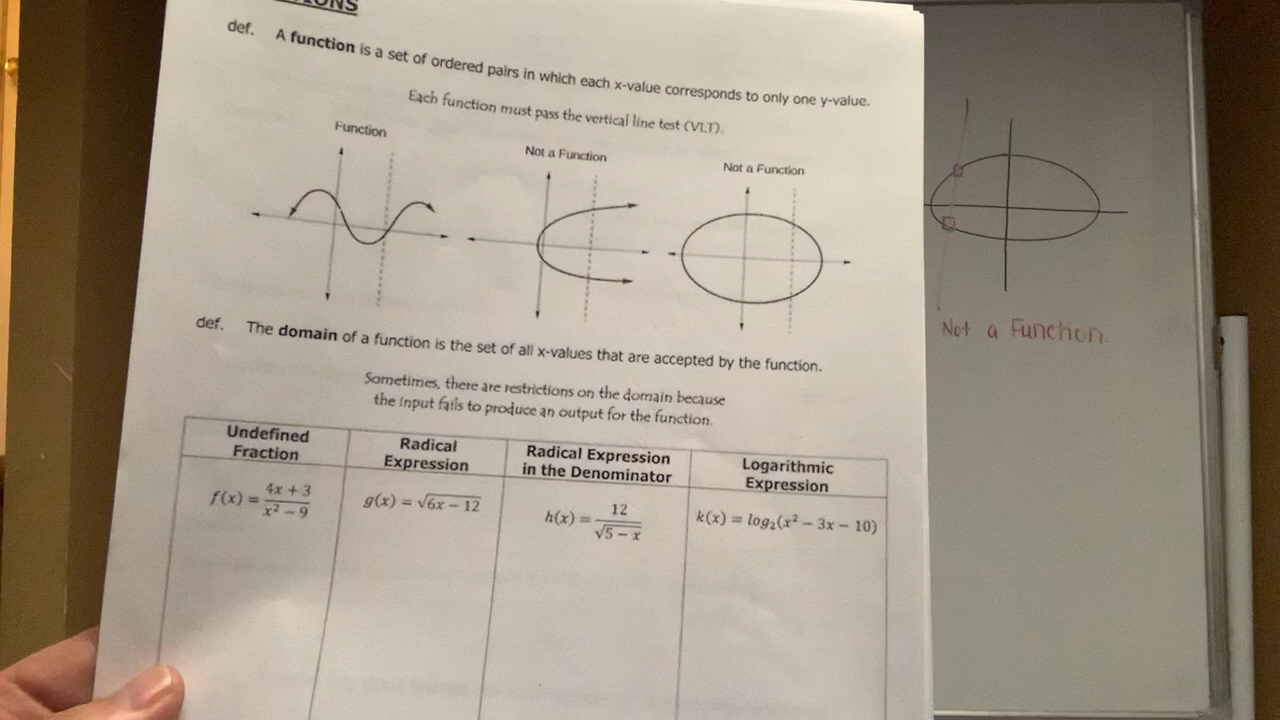 def. A function is a set of ordered pairs in which each x-value corresponds to only one y-value.
Each function must pass the vertical line test (VLT).
Function
Not a Function
Not a Function
def. The domain of a function is the set of all x-values that are accepted by the function.
Sometimes, there are restrictions on the domain because
the input fails to produce an output for the function.
Undefined
Fraction
Radical
Expression
Radical Expression
in the Denominator
Logarithmic
Expression
f(x) = (4x + 3)/(x² − 9)
g(x) = √(6x − 12)
h(x) = 12/√(5 − x)
k(x) = log₂(x² − 3x − 10)
Not a Function.